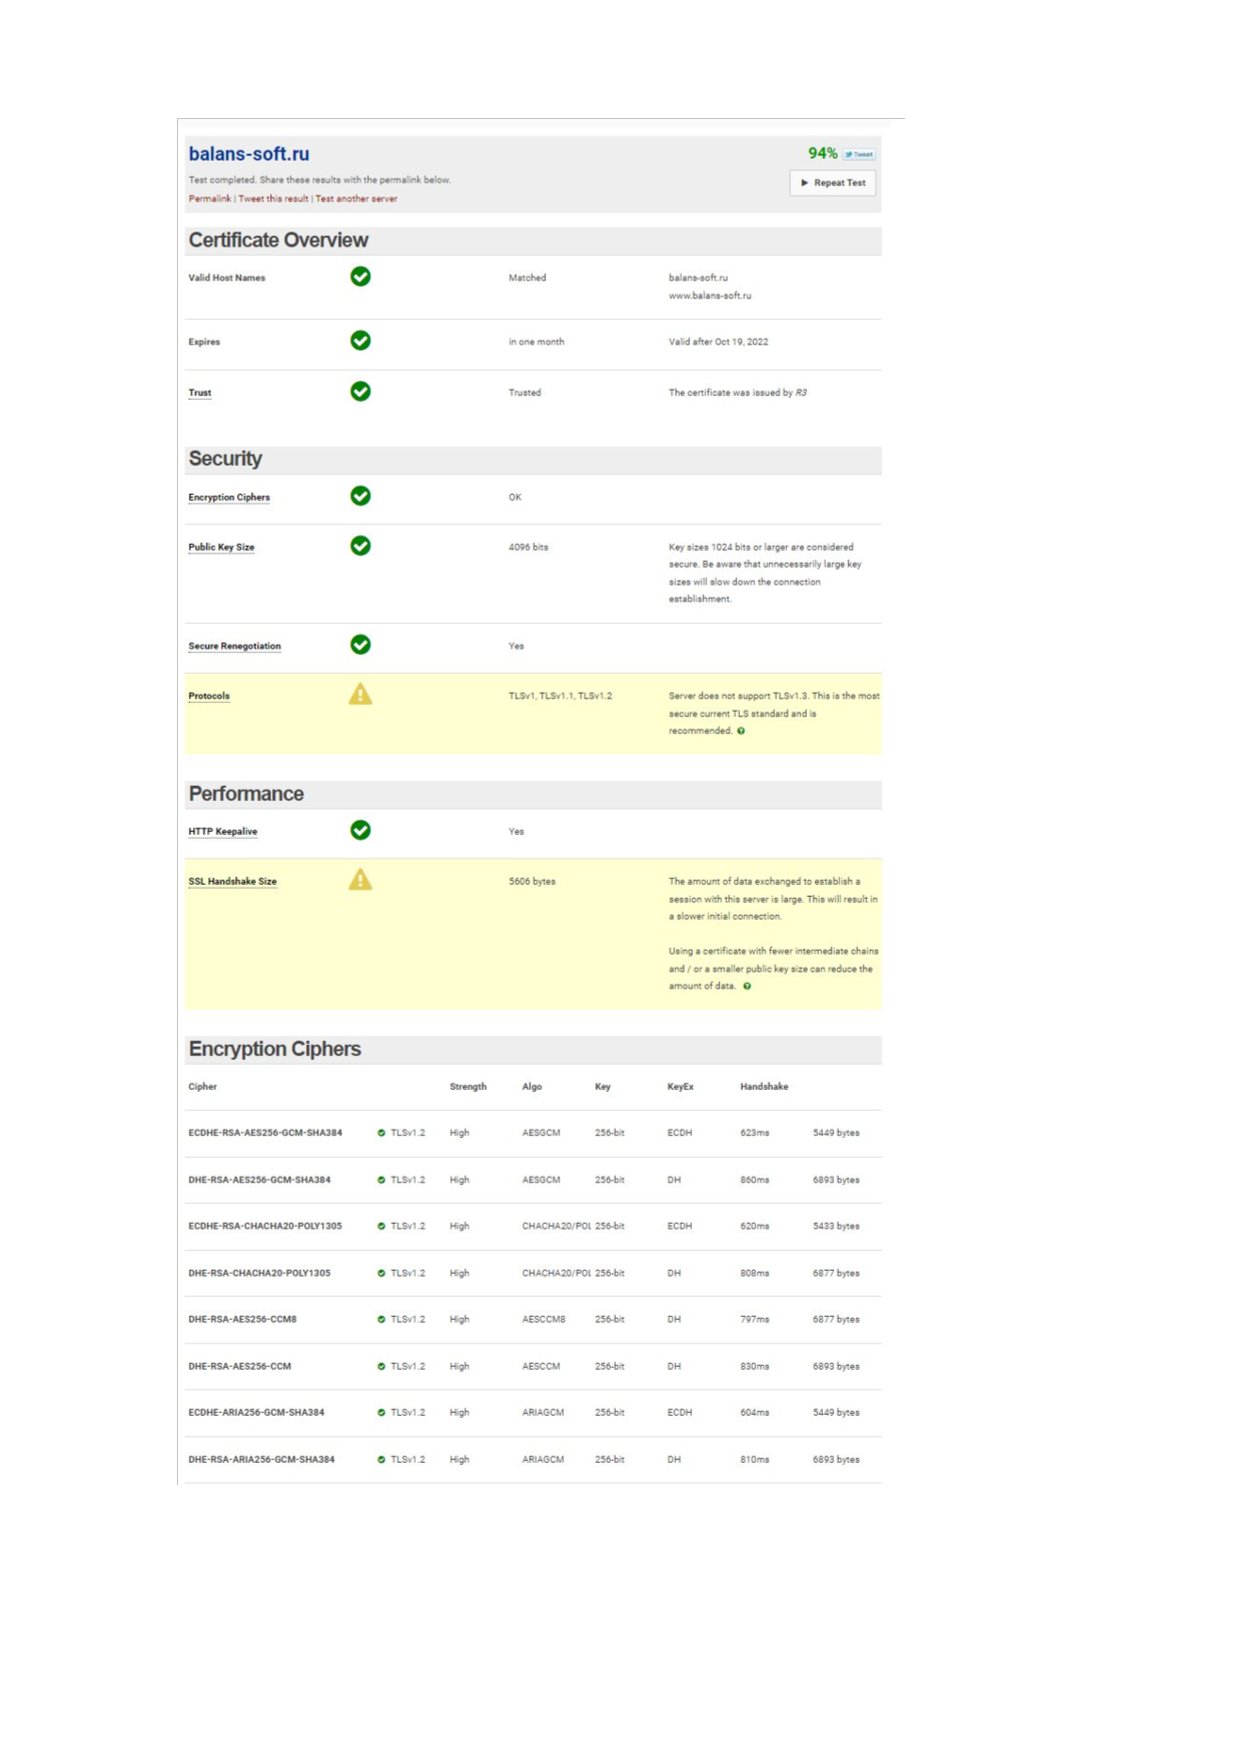 balans-soft.ru
94% Tweet
Test completed. Share these results with the permalink below.
Repeat Test
Permalink | Tweet this result | Test another server
Certificate Overview
Valid Host Names Matched balans-soft.ru
www.balans-soft.ru
Expires in one month Valid after Oct 19, 2022
Trust Trusted The certificate was issued by R3
Security
Encryption Ciphers OK
Public Key Size 4096 bits Key sizes 1024 bits or larger are considered
secure. Be aware that unnecessarily large key
sizes will slow down the connection
establishment.
Secure Renegotiation Yes
Protocols TLSv1, TLSv1.1, TLSv1.2 Server does not support TLSv1.3. This is the most
secure current TLS standard and is
recommended.
Performance
HTTP Keepalive Yes
SSL Handshake Size 5606 bytes The amount of data exchanged to establish a
session with this server is large. This will result in
a slower initial connection.
Using a certificate with fewer intermediate chains
and / or a smaller public key size can reduce the
amount of data.
Encryption Ciphers
Cipher Strength Algo Key KeyEx Handshake
ECDHE-RSA-AES256-GCM-SHA384 TLSv1.2 High AESGCM 256-bit ECDH 623ms 5449 bytes
DHE-RSA-AES256-GCM-SHA384 TLSv1.2 High AESGCM 256-bit DH 860ms 6893 bytes
ECDHE-RSA-CHACHA20-POLY1305 TLSv1.2 High CHACHA20/POL 256-bit ECDH 620ms 5433 bytes
DHE-RSA-CHACHA20-POLY1305 TLSv1.2 High CHACHA20/POL 256-bit DH 808ms 6877 bytes
DHE-RSA-AES256-CCM8 TLSv1.2 High AESCCM8 256-bit DH 797ms 6877 bytes
DHE-RSA-AES256-CCM TLSv1.2 High AESCCM 256-bit DH 830ms 6893 bytes
ECDHE-ARIA256-GCM-SHA384 TLSv1.2 High ARIAGCM 256-bit ECDH 604ms 5449 bytes
DHE-RSA-ARIA256-GCM-SHA384 TLSv1.2 High ARIAGCM 256-bit DH 810ms 6893 bytes